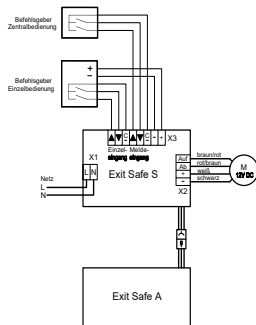 Befehlsgeber
Zentralbedienung
Befehlsgeber
Einzelbedienung
+
−
▲▼C▲▼C−+
X3
Einzel- Melde-
eingang eingang
X1
L N
Exit Safe S
Netz
L
N
Auf
Ab
+
-
X2
braun/rot
rot/braun
weiß
schwarz
M
12V DC
Exit Safe A